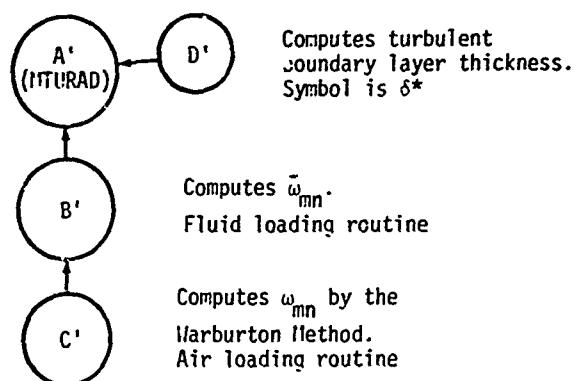 A'
(MTURAD)
D'
Computes turbulent
boundary layer thickness.
Symbol is δ*
B'
Computes ω̄mn.
Fluid loading routine
C'
Computes ωmn by the
Warburton Method.
Air loading routine